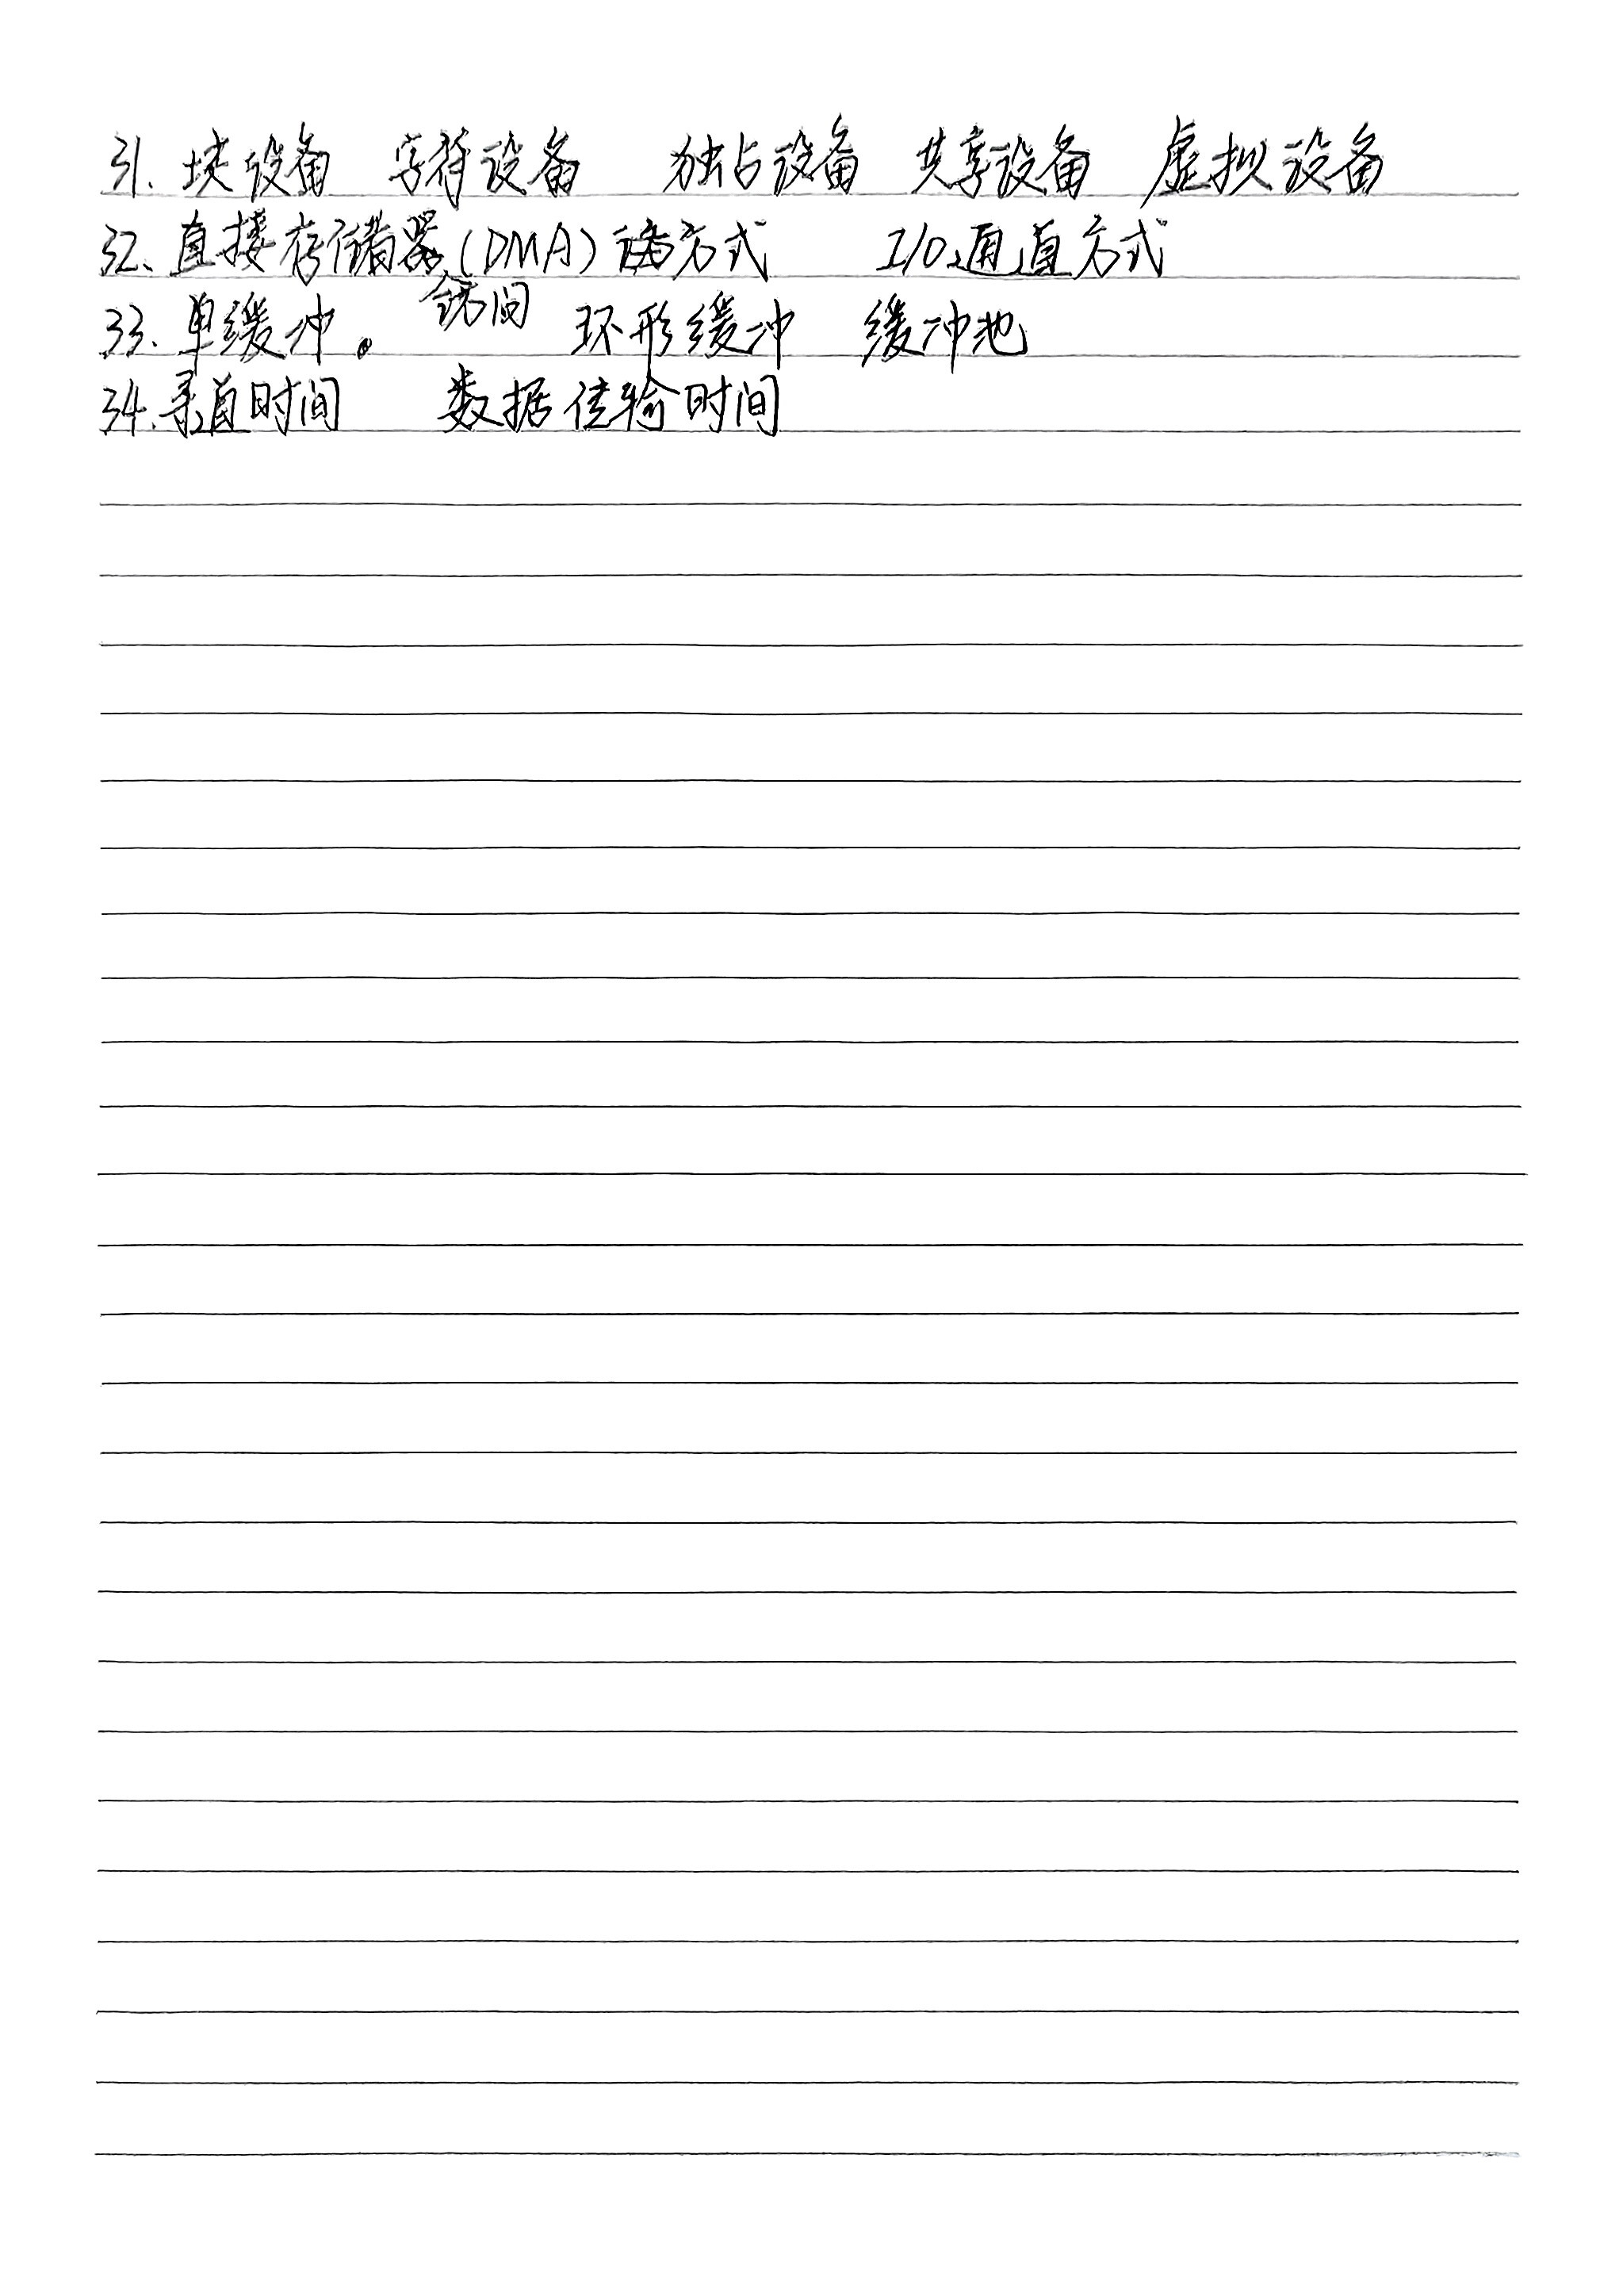 31. 块设备 字符设备 独占设备 共享设备 虚拟设备
32. 直接存储器(DMA) 方式 I/O通道方式
33. 单缓冲。 环形缓冲 缓冲池
34. 寻道时间 数据传输时间